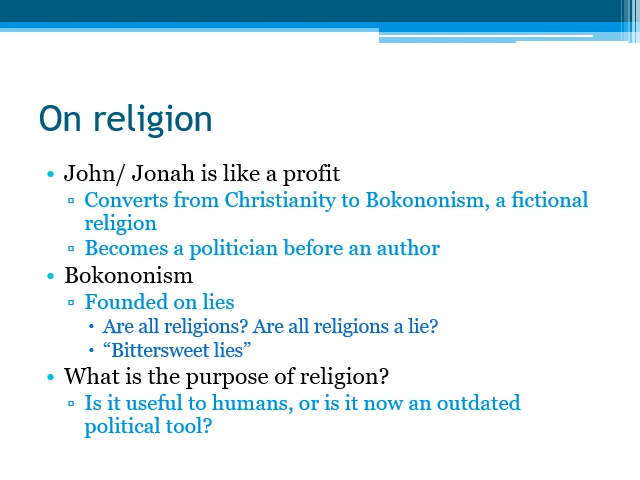 On religion
• John/ Jonah is like a profit
▫ Converts from Christianity to Bokononism, a fictional
religion
▫ Becomes a politician before an author
• Bokononism
▫ Founded on lies
▪ Are all religions? Are all religions a lie?
▪ “Bittersweet lies”
• What is the purpose of religion?
▫ Is it useful to humans, or is it now an outdated
political tool?